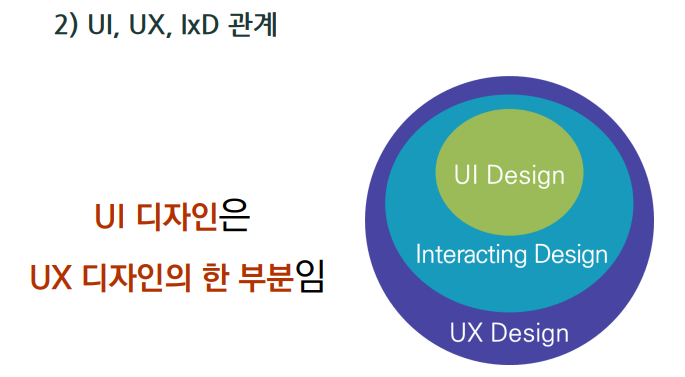 2) UI, UX, IxD 관계
UI 디자인은
UX 디자인의 한 부분임
UI Design
Interacting Design
UX Design